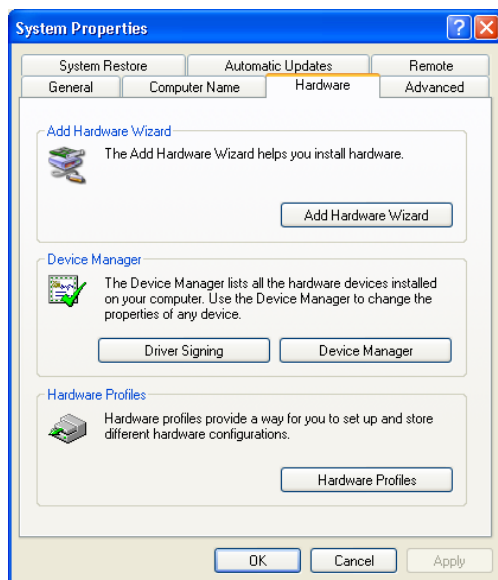 System Properties
System Restore
Automatic Updates
Remote
General
Computer Name
Hardware
Advanced
Add Hardware Wizard
The Add Hardware Wizard helps you install hardware.
Add Hardware Wizard
Device Manager
The Device Manager lists all the hardware devices installed
on your computer. Use the Device Manager to change the
properties of any device.
Driver Signing
Device Manager
Hardware Profiles
Hardware profiles provide a way for you to set up and store
different hardware configurations.
Hardware Profiles
OK
Cancel
Apply